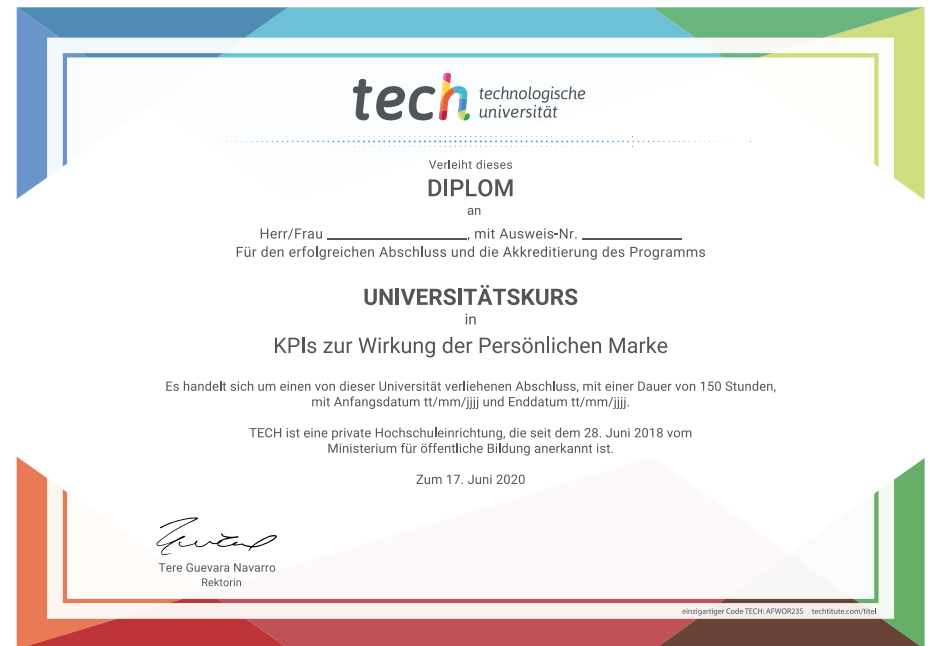 tech technologische
universität
Verleiht dieses
DIPLOM
an
Herr/Frau ____________________, mit Ausweis-Nr. ______________
Für den erfolgreichen Abschluss und die Akkreditierung des Programms
UNIVERSITÄTSKURS
in
KPIs zur Wirkung der Persönlichen Marke
Es handelt sich um einen von dieser Universität verliehenen Abschluss, mit einer Dauer von 150 Stunden,
mit Anfangsdatum tt/mm/jjjj und Enddatum tt/mm/jjjj.
TECH ist eine private Hochschuleinrichtung, die seit dem 28. Juni 2018 vom
Ministerium für öffentliche Bildung anerkannt ist.
Zum 17. Juni 2020
Tere Guevara Navarro
Rektorin
einzigartiger Code TECH: AFWOR23S techtitute.com/titel